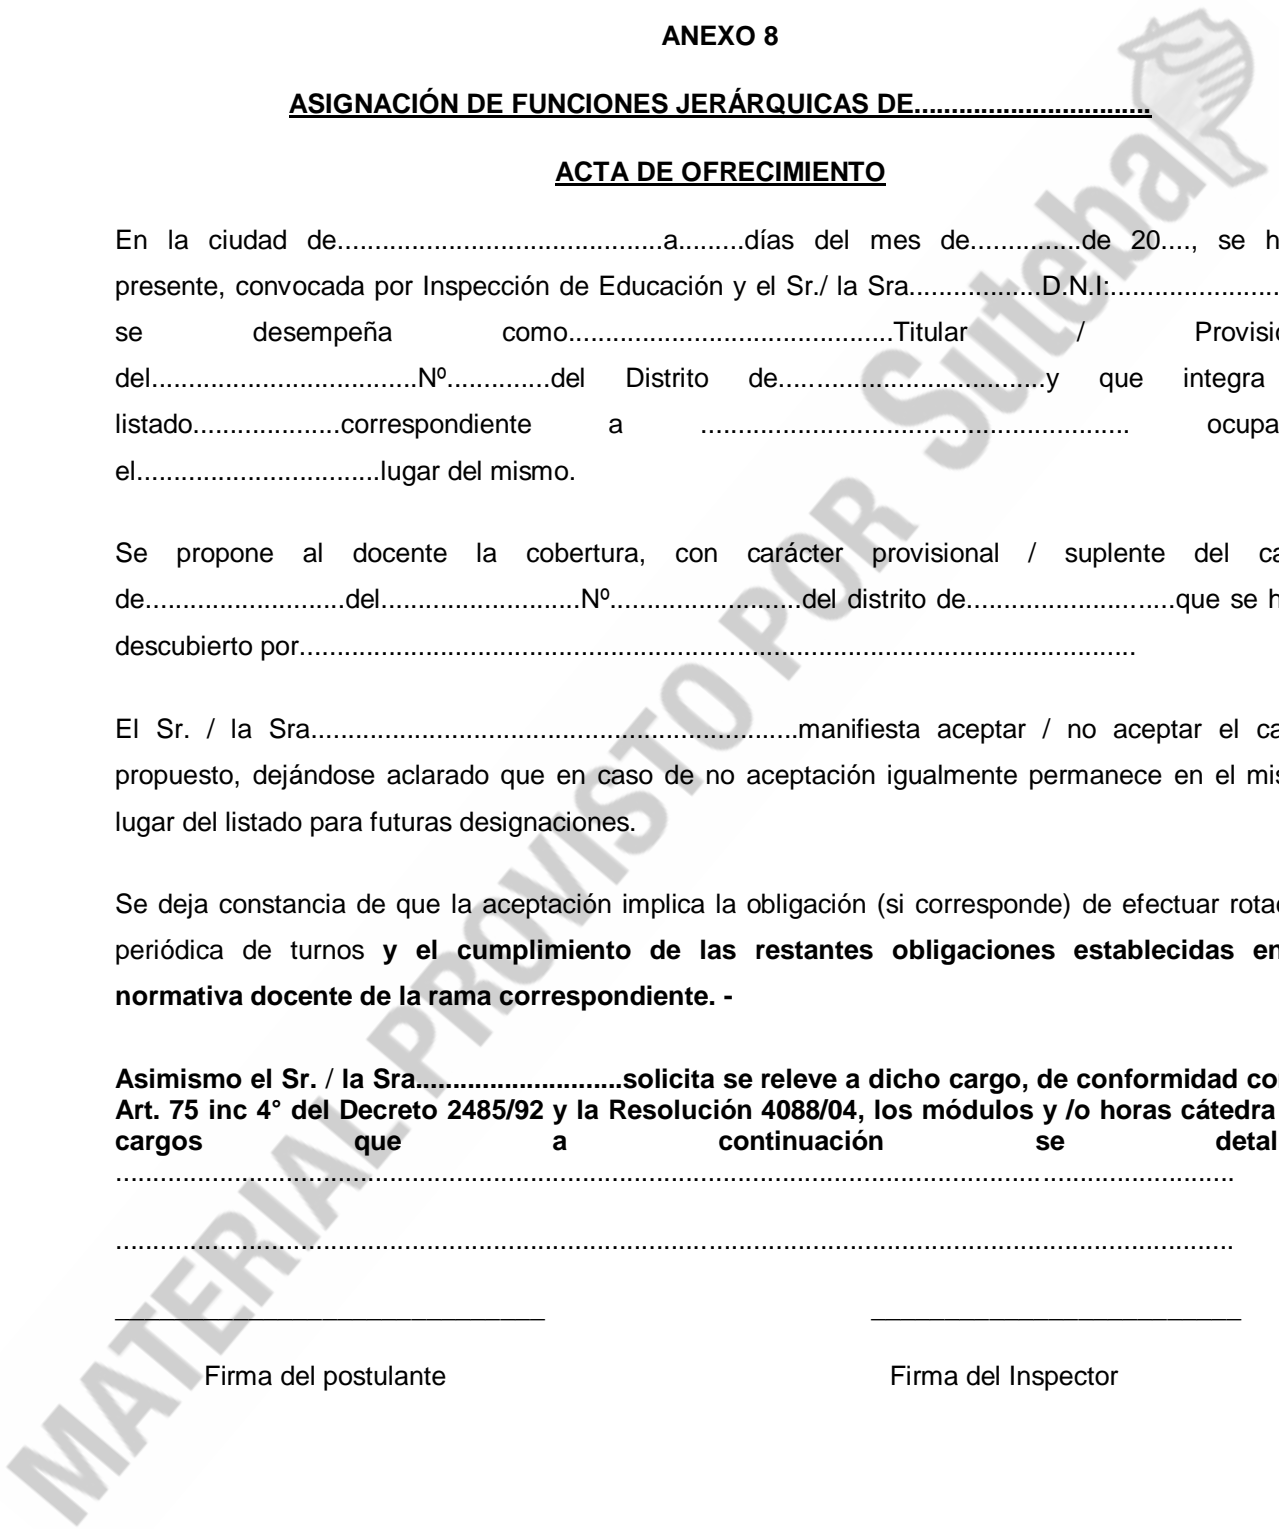 ANEXO 8
ASIGNACIÓN DE FUNCIONES JERÁRQUICAS DE................................
ACTA DE OFRECIMIENTO
En la ciudad de............................................a.........días del mes de...............de 20...., se h
presente, convocada por Inspección de Educación y el Sr./ la Sra..................D.N.I:.......................
se desempeña como............................................Titular / Provisi
del....................................Nº..............del Distrito de....................................y que integra
listado....................correspondiente a .......................................................... ocupa
el.................................lugar del mismo.
Se propone al docente la cobertura, con carácter provisional / suplente del ca
de...........................del...........................Nº..........................del distrito de............................que se h
descubierto por.................................................................................................................
El Sr. / la Sra..................................................................manifiesta aceptar / no aceptar el ca
propuesto, dejándose aclarado que en caso de no aceptación igualmente permanece en el mis
lugar del listado para futuras designaciones.
Se deja constancia de que la aceptación implica la obligación (si corresponde) de efectuar rota
periódica de turnos y el cumplimiento de las restantes obligaciones establecidas en
normativa docente de la rama correspondiente. -
Asimismo el Sr. / la Sra............................solicita se releve a dicho cargo, de conformidad co
Art. 75 inc 4° del Decreto 2485/92 y la Resolución 4088/04, los módulos y /o horas cátedra
cargos que a continuación se detal
.......................................................................................................................................................
.......................................................................................................................................................
Firma del postulante Firma del Inspector
MATERIAL PROVISTO POR Suteba